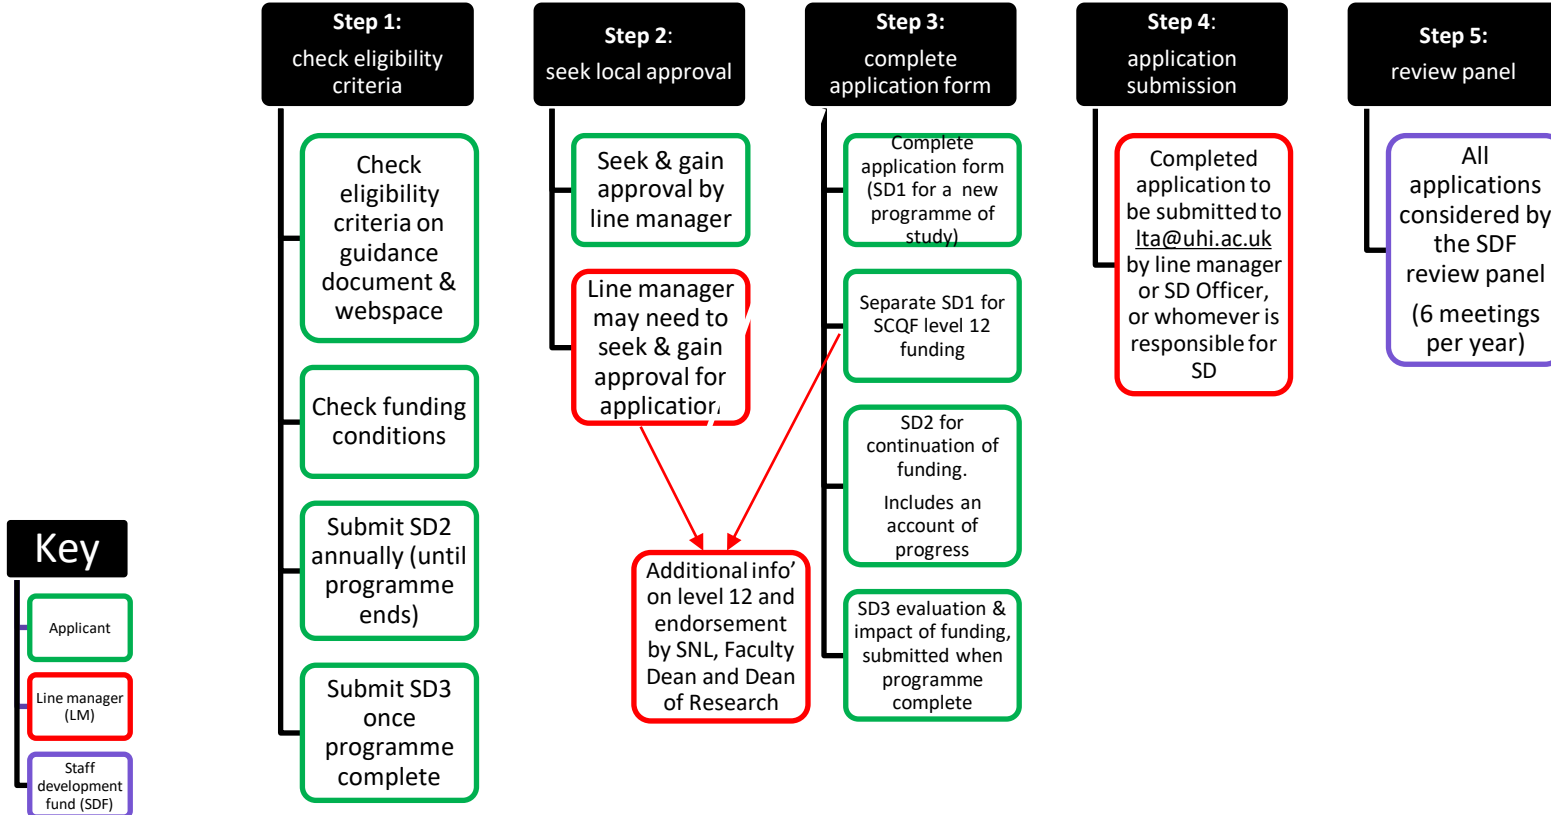 Step 1:
check eligibility
criteria
Check
eligibility
criteria on
guidance
document &
webspace
Check funding
conditions
Submit SD2
annually (until
programme
ends)
Submit SD3
once
programme
complete
Step 2:
seek local approval
Seek & gain
approval by
line manager
Line manager
may need to
seek & gain
approval for
application
Additional info’
on level 12 and
endorsement
by SNL, Faculty
Dean and Dean
of Research
Step 3:
complete
application form
Complete
application form
(SD1 for a new
programme of
study)
Separate SD1 for
SCQF level 12
funding
SD2 for
continuation of
funding.
Includes an
account of
progress
SD3 evaluation &
impact of funding,
submitted when
programme
complete
Step 4:
application
submission
Completed
application to
be submitted to
lta@uhi.ac.uk
by line manager
or SD Officer,
or whomever is
responsible for
SD
Step 5:
review panel
All
applications
considered by
the SDF
review panel
(6 meetings
per year)
Key
Applicant
Line manager
(LM)
Staff
development
fund (SDF)